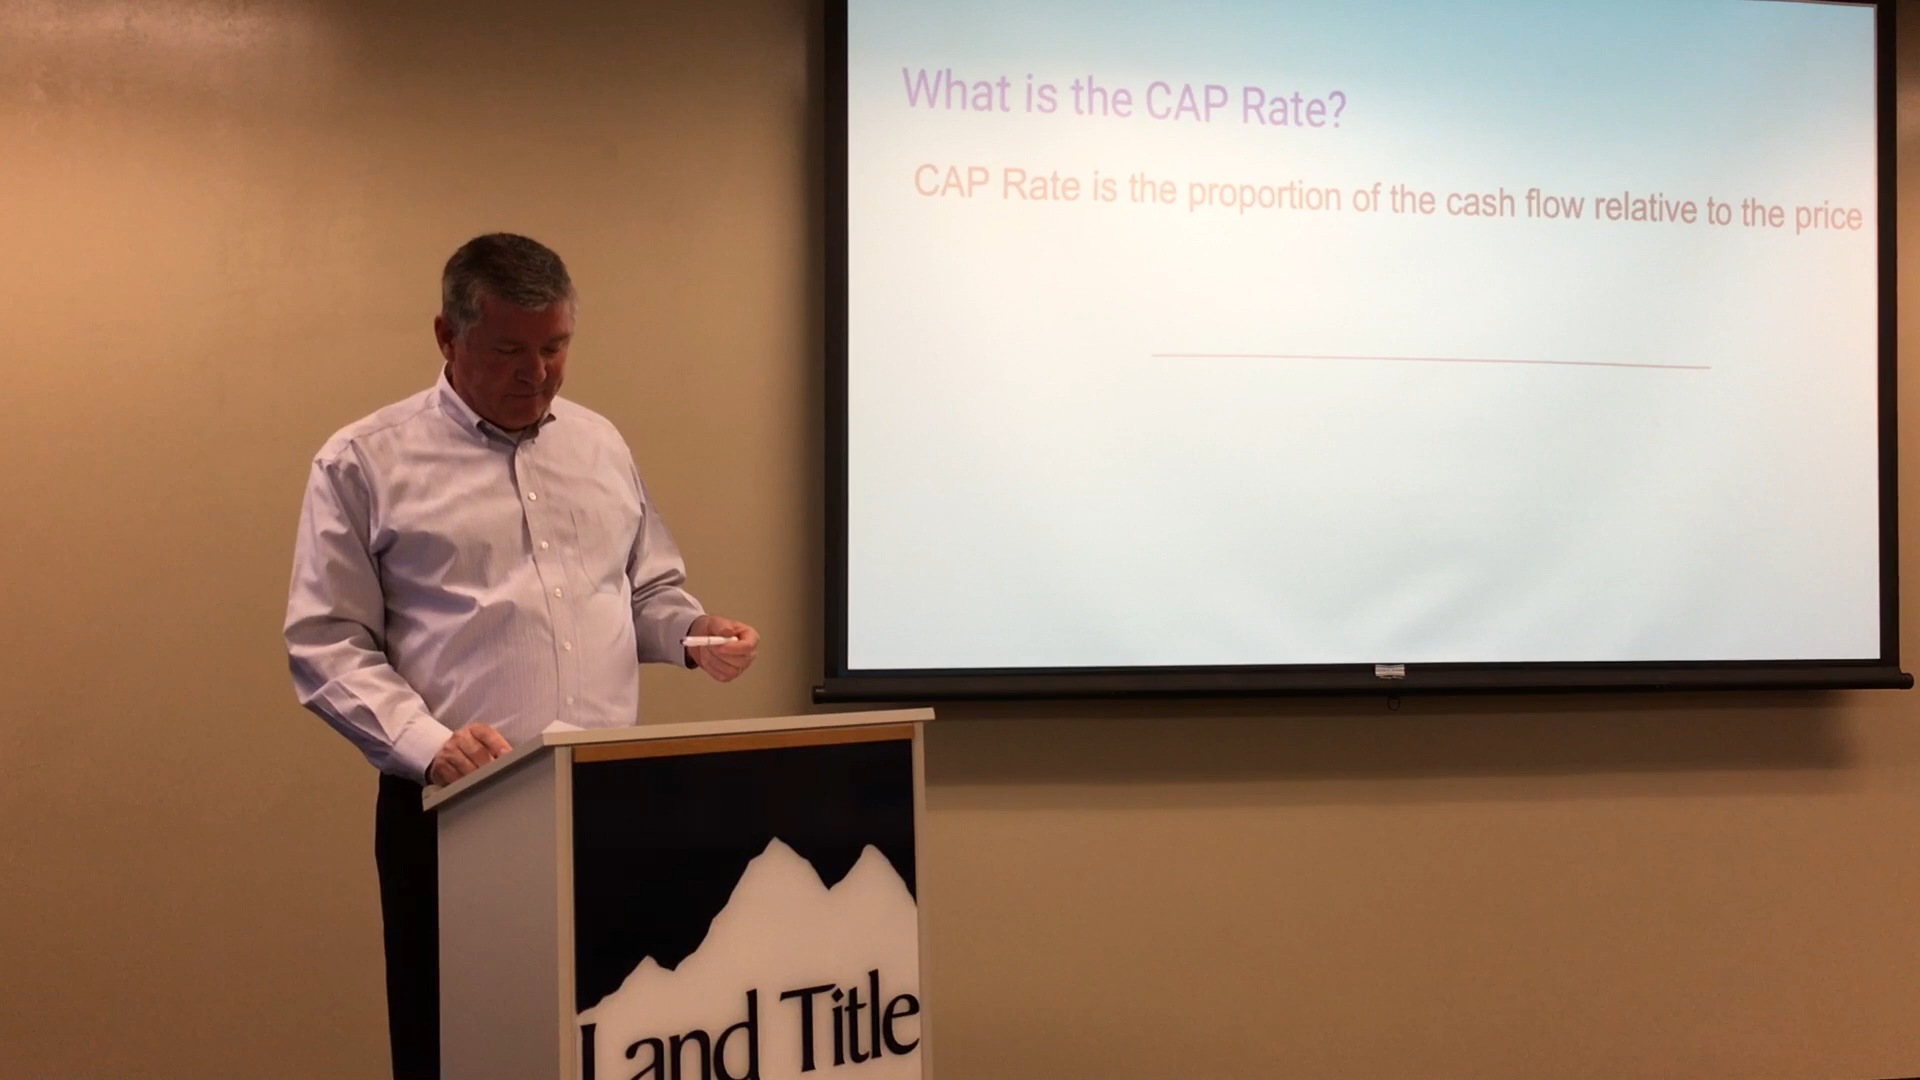 What is the CAP Rate?
CAP Rate is the proportion of the cash flow relative to the price
Land Title